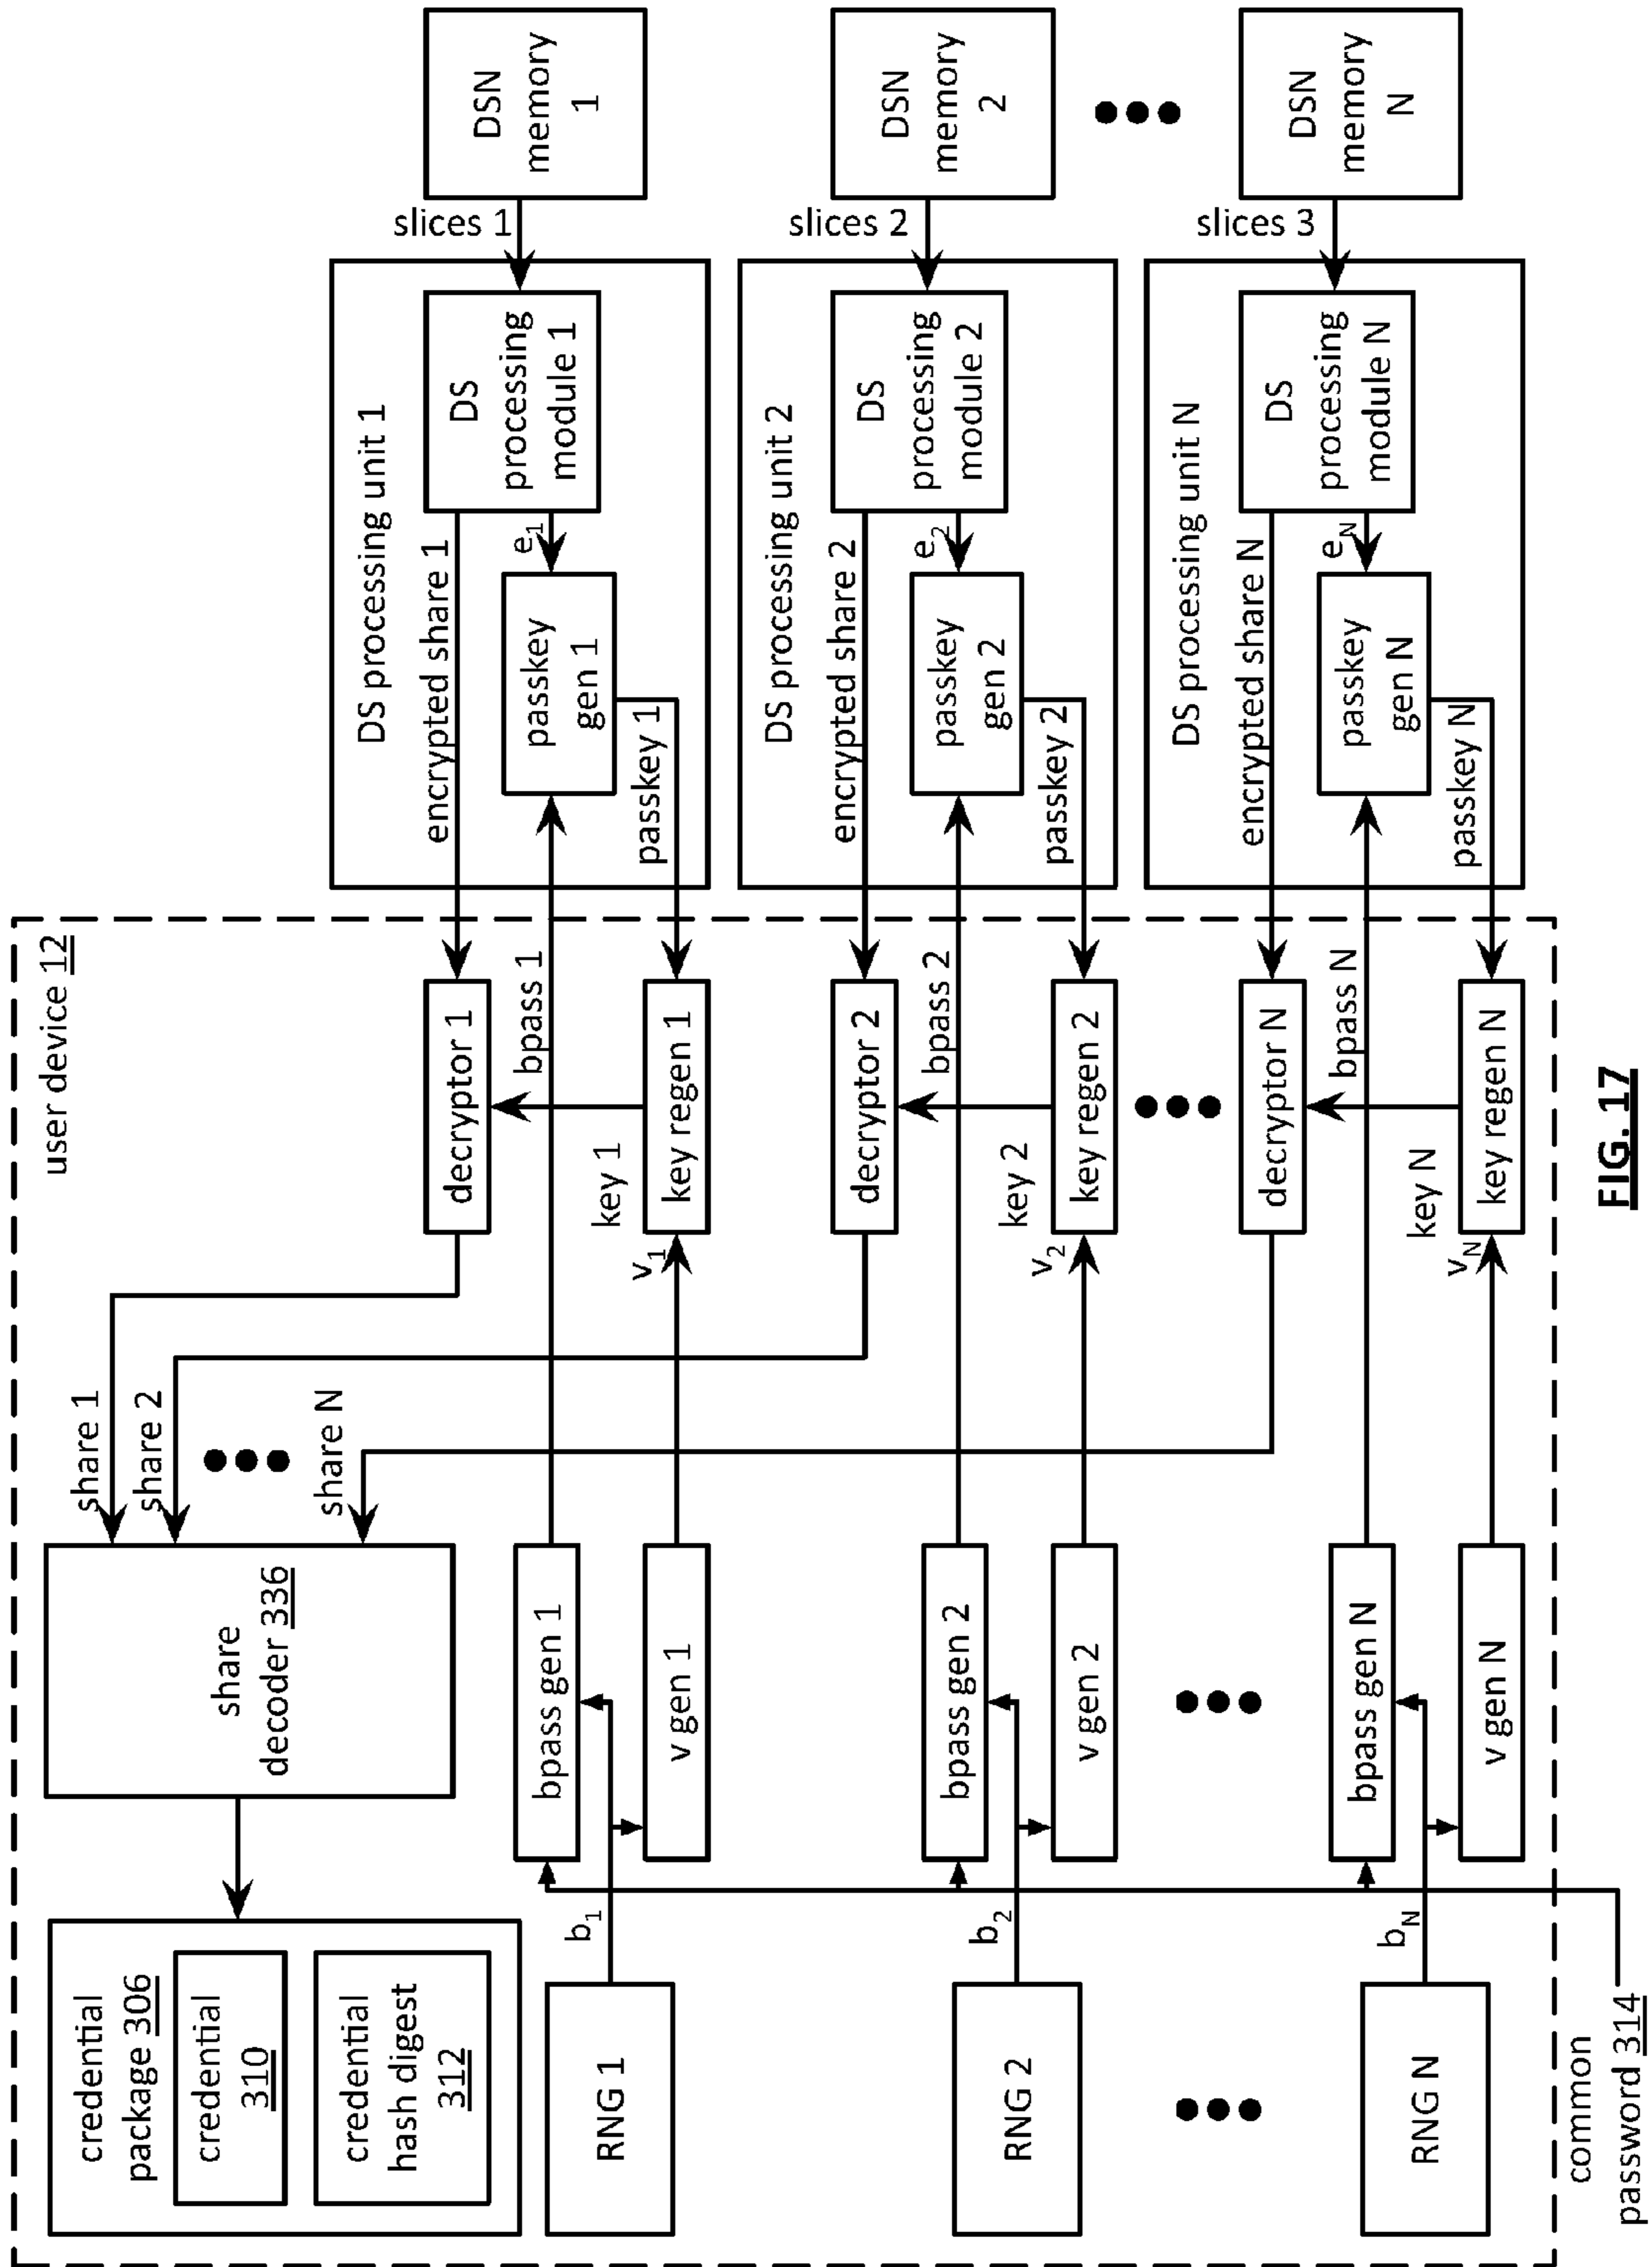 user device 12
credential
package 306
credential
310
credential
hash digest
312
share
decoder 336
share 1
share 2
share N
RNG 1
b1
bpass gen 1
v gen 1
v1
bpass 1
key 1
decryptor 1
key regen 1
DS processing unit 1
encrypted share 1
passkey 1
passkey
gen 1
e1
DS
processing
module 1
slices 1
DSN
memory
1
RNG 2
b2
bpass gen 2
v gen 2
v2
bpass 2
key 2
decryptor 2
key regen 2
DS processing unit 2
encrypted share 2
passkey 2
passkey
gen 2
e2
DS
processing
module 2
slices 2
DSN
memory
2
RNG N
bN
bpass gen N
v gen N
vN
bpass N
key N
decryptor N
key regen N
DS processing unit N
encrypted share N
passkey N
passkey
gen N
eN
DS
processing
module N
slices 3
DSN
memory
N
common
password 314
FIG. 17